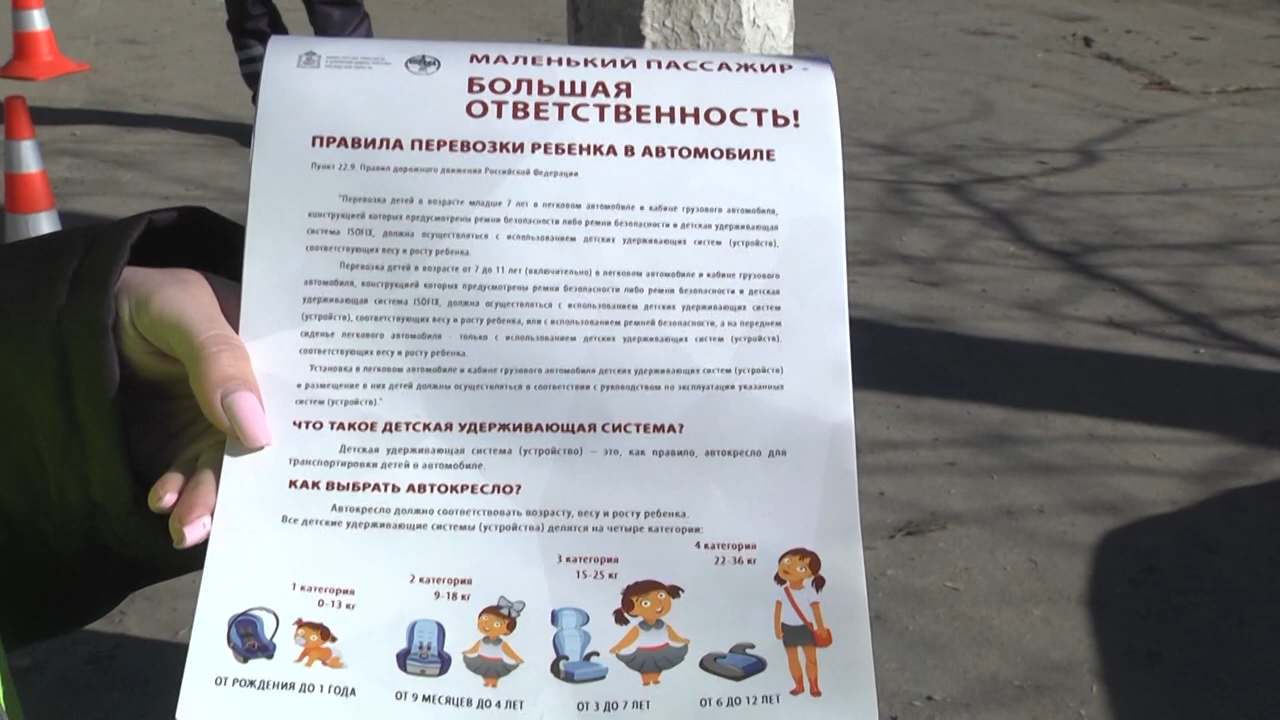 МАЛЕНЬКИЙ ПАССАЖИР -
БОЛЬШАЯ
ОТВЕТСТВЕННОСТЬ!
ПРАВИЛА ПЕРЕВОЗКИ РЕБЕНКА В АВТОМОБИЛЕ
Пункт 22.9. Правил дорожного движения Российской Федерации
"Перевозка детей в возрасте младше 7 лет в легковом автомобиле и кабине грузового автомобиля,
конструкцией которых предусмотрены ремни безопасности либо ремни безопасности и детская удерживающая
система ISOFIX, должна осуществляться с использованием детских удерживающих систем (устройств),
соответствующих весу и росту ребенка.
Перевозка детей в возрасте от 7 до 11 лет (включительно) в легковом автомобиле и кабине грузового
автомобиля, конструкцией которых предусмотрены ремни безопасности либо ремни безопасности и детская
удерживающая система ISOFIX, должна осуществляться с использованием детских удерживающих систем
(устройств), соответствующих весу и росту ребенка, или с использованием ремней безопасности, а на переднем
сиденье легкового автомобиля - только с использованием детских удерживающих систем (устройств),
соответствующих весу и росту ребенка.
Установка в легковом автомобиле и кабине грузового автомобиля детских удерживающих систем (устройств)
и размещение в них детей должны осуществляться в соответствии с руководством по эксплуатации указанных
систем (устройств)."
ЧТО ТАКОЕ ДЕТСКАЯ УДЕРЖИВАЮЩАЯ СИСТЕМА?
Детская удерживающая система (устройство) — это, как правило, автокресло для
транспортировки детей в автомобиле.
КАК ВЫБРАТЬ АВТОКРЕСЛО?
Автокресло должно соответствовать возрасту, весу и росту ребенка.
Все детские удерживающие системы (устройства) делятся на четыре категории:
1 категория
0-13 кг
ОТ РОЖДЕНИЯ ДО 1 ГОДА
2 категория
9-18 кг
ОТ 9 МЕСЯЦЕВ ДО 4 ЛЕТ
3 категория
15-25 кг
ОТ 3 ДО 7 ЛЕТ
4 категория
22-36 кг
ОТ 6 ДО 12 ЛЕТ